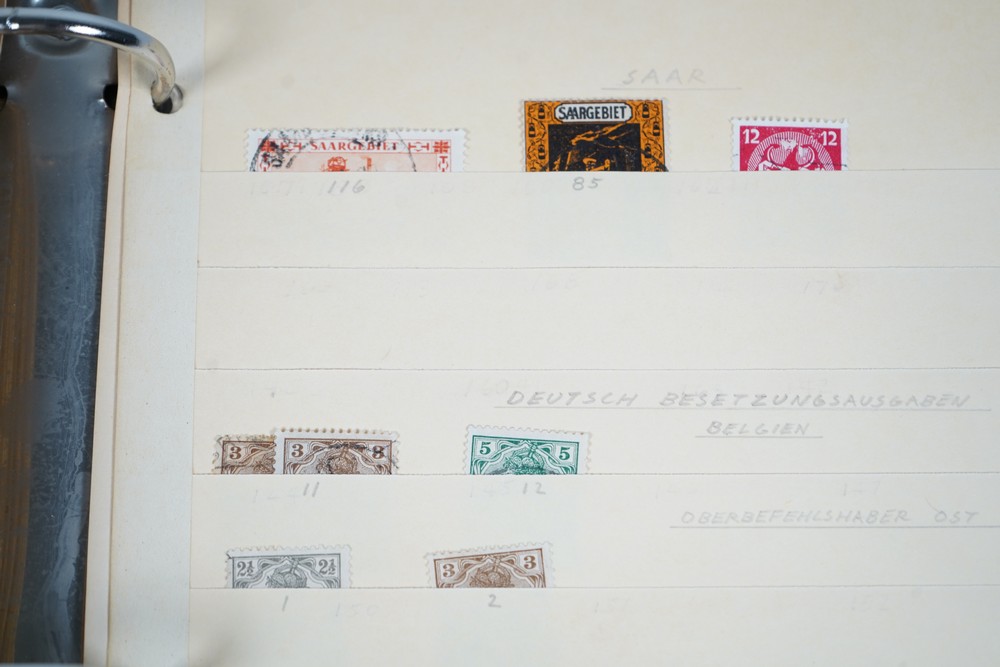 SAAR
SAARGEBIET
SAARGEBIET
12 12
116 85
DEUTSCH BESETZUNGSAUSGABEN
BELGIEN
3 3 8 5 5
11 12
OBERBEFEHLSHABER OST
2½ 2½ 3 3
1 2